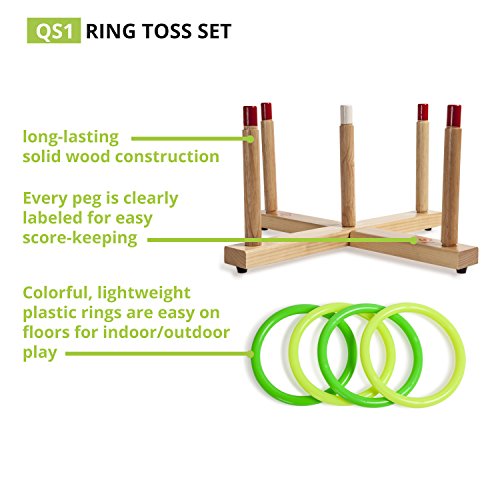 QS1 RING TOSS SET
long-lasting
solid wood construction
Every peg is clearly
labeled for easy
score-keeping
Colorful, lightweight
plastic rings are easy on
floors for indoor/outdoor
play